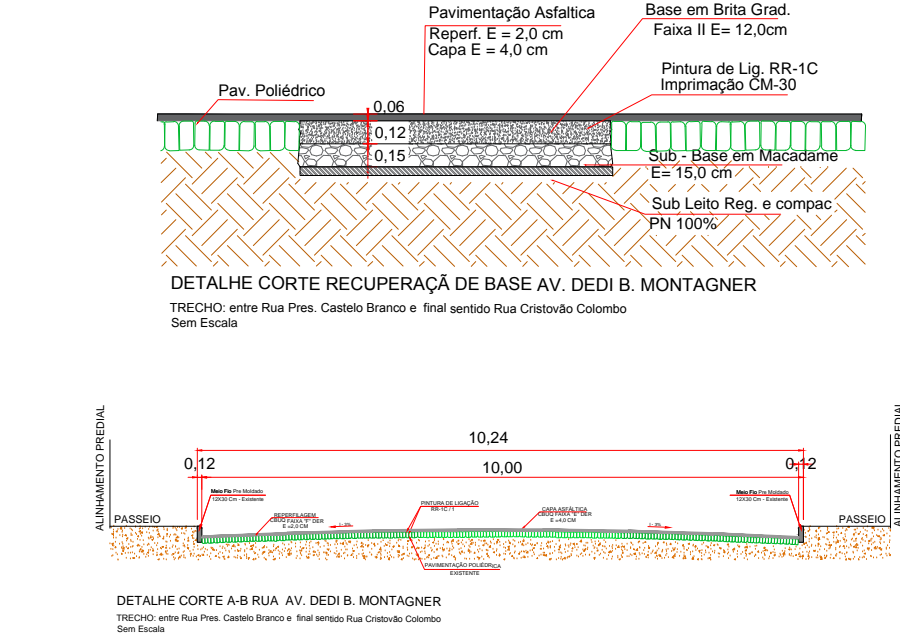 Pavimentação Asfaltica
Reperf. E = 2,0 cm
Capa E = 4,0 cm
Base em Brita Grad.
Faixa II E= 12,0cm
Pintura de Lig. RR-1C
Imprimação CM-30
Pav. Poliédrico
0,06
0,12
0,15
Sub - Base em Macadame
E= 15,0 cm
Sub Leito Reg. e compac
PN 100%
DETALHE CORTE RECUPERAÇÃ DE BASE AV. DEDI B. MONTAGNER
TRECHO: entre Rua Pres. Castelo Branco e final sentido Rua Cristovão Colombo
Sem Escala
ALINHAMENTO PREDIAL
ALINHAMENTO PREDIAL
10,24
0,12
10,00
0,12
Meio Fio Pre Moldado
12X30 Cm - Existente
Meio Fio Pre Moldado
12X30 Cm - Existente
PASSEIO
PASSEIO
REPERFILAGEM
CBUQ FAIXA "F" DER
E =2,0 CM
PINTURA DE LIGAÇÃO
RR-1C / T
CAPA ASFÁLTICA
E =4,0 CM
PAVIMENTAÇÃO POLIÉDRICA
EXISTENTE
DETALHE CORTE A-B RUA AV. DEDI B. MONTAGNER
TRECHO: entre Rua Pres. Castelo Branco e final sentido Rua Cristovão Colombo
Sem Escala